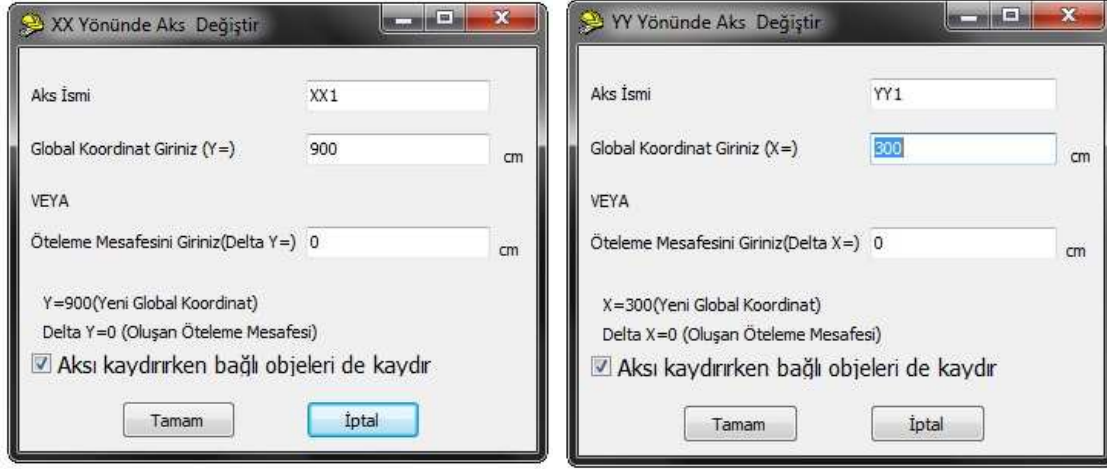 XX Yönünde Aks Değiştir
Aks İsmi XX1
Global Koordinat Giriniz (Y=) 900 cm
VEYA
Öteleme Mesafesini Giriniz(Delta Y=) 0 cm
Y=900(Yeni Global Koordinat)
Delta Y=0 (Oluşan Öteleme Mesafesi)
Aksı kaydırırken bağlı objeleri de kaydır
Tamam İptal
YY Yönünde Aks Değiştir
Aks İsmi YY1
Global Koordinat Giriniz (X=) 300 cm
VEYA
Öteleme Mesafesini Giriniz(Delta X=) 0 cm
X=300(Yeni Global Koordinat)
Delta X=0 (Oluşan Öteleme Mesafesi)
Aksı kaydırırken bağlı objeleri de kaydır
Tamam İptal